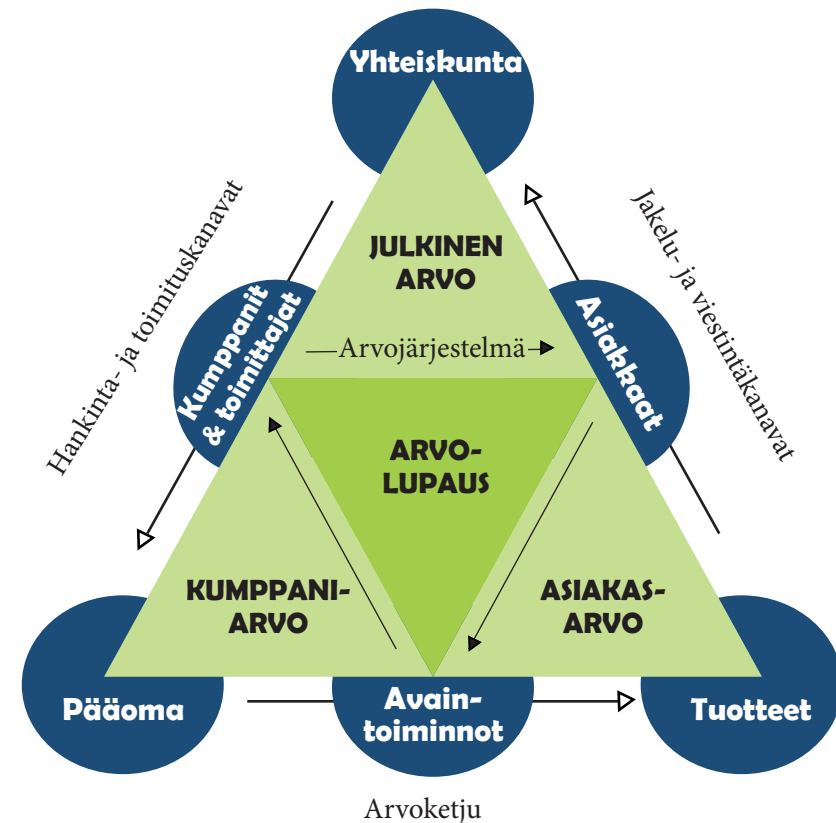 Yhteiskunta
Hankinta- ja toimituskanavat
Jakelu- ja viestintäkanavat
JULKINEN
ARVO
Kumppanit
& toimittajat
Arvojärjestelmä
Asiakkaat
ARVO-
LUPAUS
KUMPPANI-
ARVO
ASIAKAS-
ARVO
Pääoma
Avain-
toiminnot
Tuotteet
Arvoketju